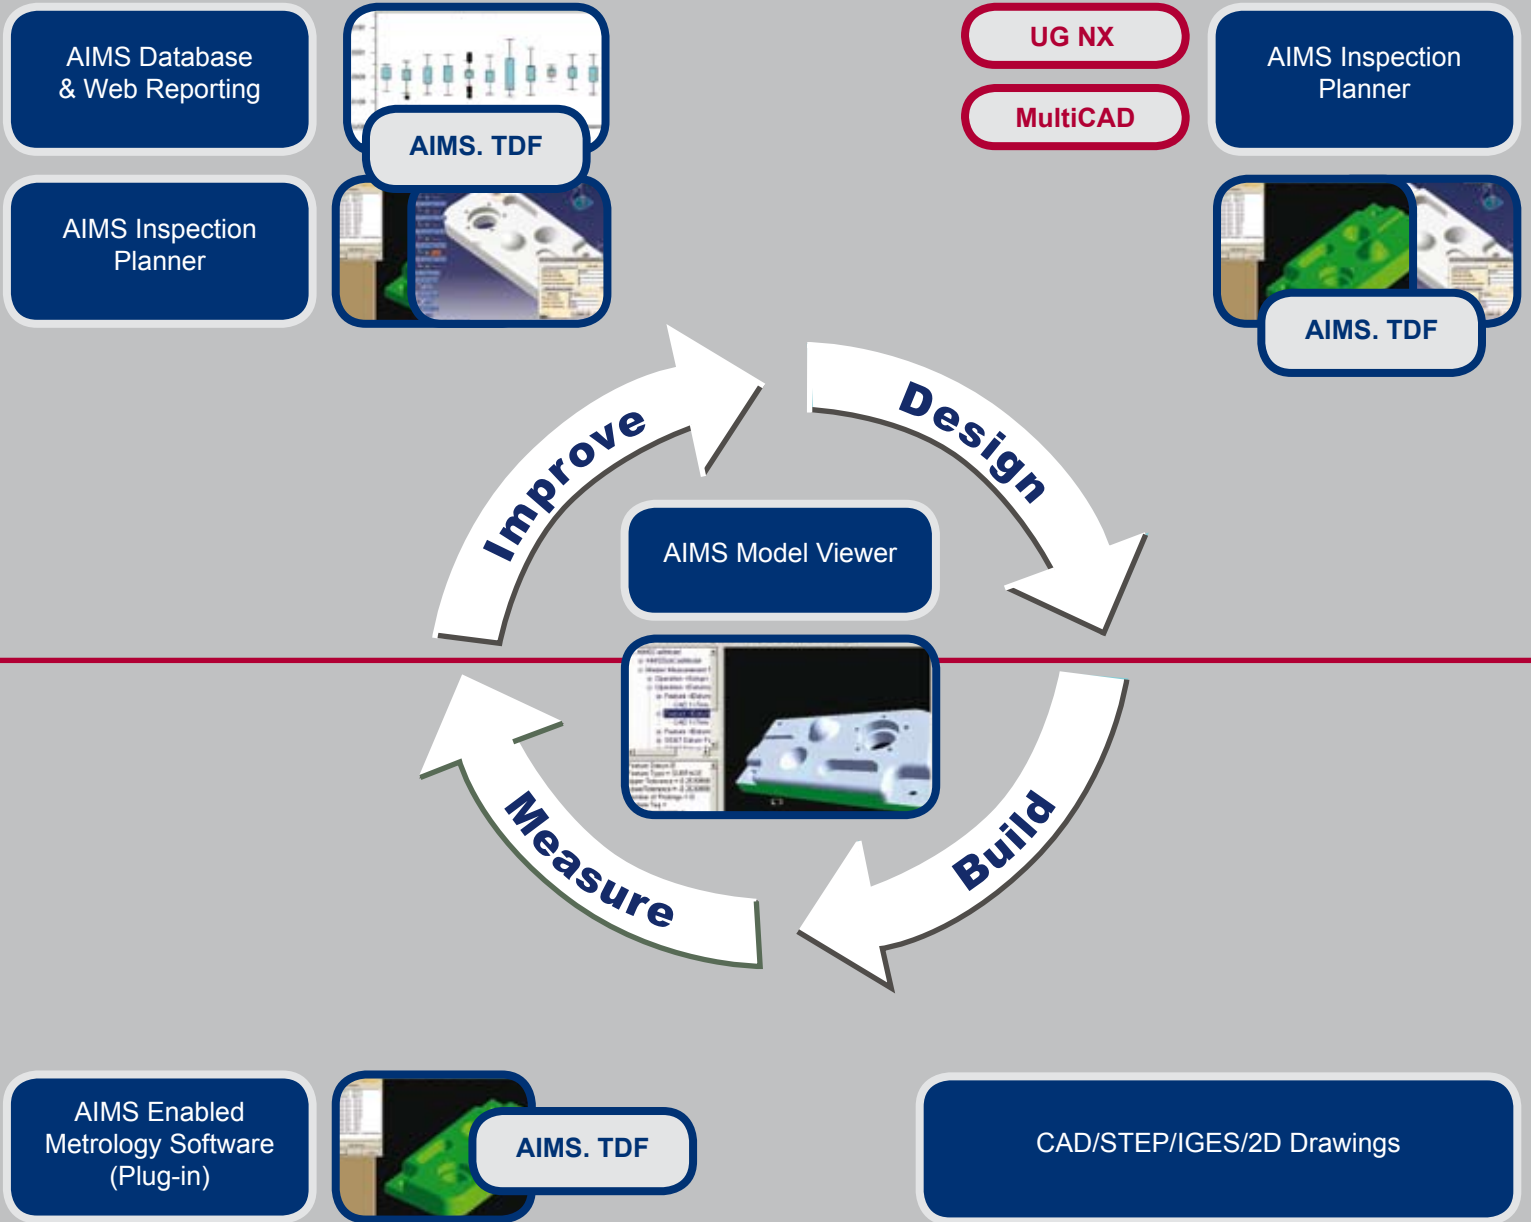 AIMS Database
& Web Reporting
AIMS. TDF
UG NX
MultiCAD
AIMS Inspection
Planner
AIMS Inspection
Planner
AIMS. TDF
Improve
Design
AIMS Model Viewer
Measure
Build
AIMS Enabled
Metrology Software
(Plug-in)
AIMS. TDF
CAD/STEP/IGES/2D Drawings